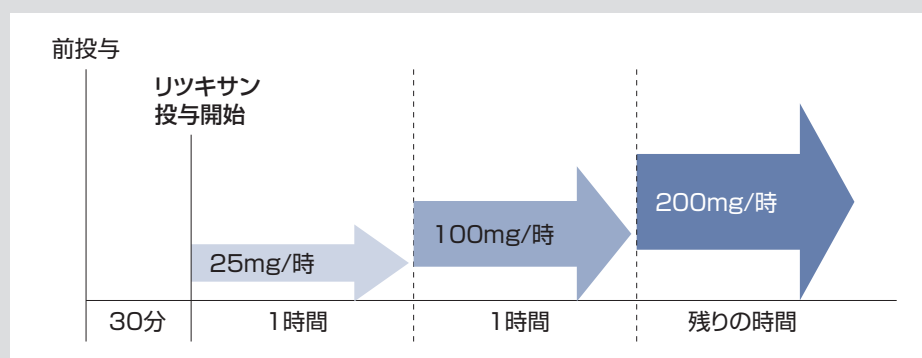 前投与
リツキサン
投与開始
25mg/時
100mg/時
200mg/時
30分
1時間
1時間
残りの時間